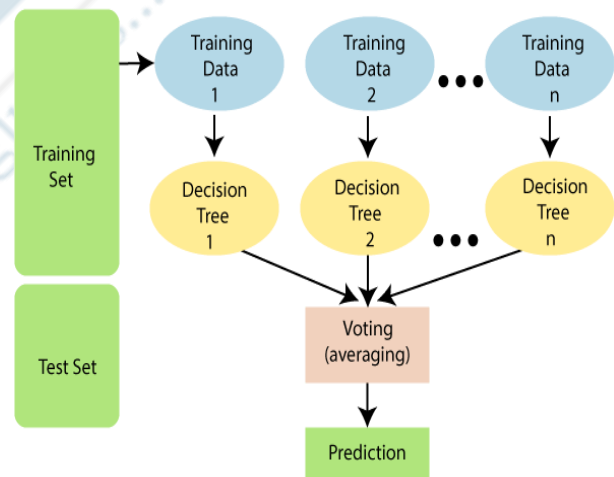 Training
Set
Test Set
Training
Data
1
Training
Data
2
Training
Data
n
Decision
Tree
1
Decision
Tree
2
Decision
Tree
n
Voting
(averaging)
Prediction